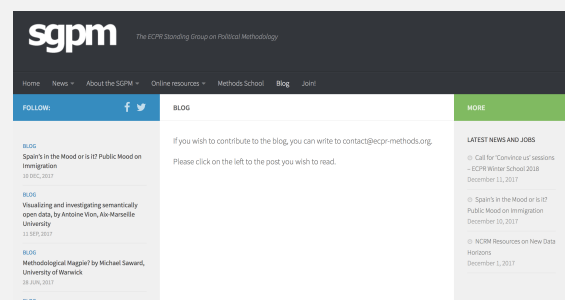 sgpm
The ECPR Standing Group on Political Methodology
Home News About the SGPM Online resources Methods School Blog Join!
FOLLOW:
BLOG
Spain's in the Mood or is it? Public Mood on
Immigration
10 DEC, 2017
BLOG
Visualizing and investigating semantically
open data, by Antoine Vion, Aix-Marseille
University
11 SEP, 2017
BLOG
Methodological Magpie? by Michael Saward,
University of Warwick
29 JUN, 2017
BLOG
If you wish to contribute to the blog, you can write to contact@ecpr-methods.org.
Please click on the left to the post you wish to read.
MORE
LATEST NEWS AND JOBS
Call for 'Convince us' sessions
– ECPR Winter School 2018
December 11, 2017
Spain's in the Mood or is it?
Public Mood on Immigration
December 10, 2017
NCRM Resources on New Data
Horizons
December 1, 2017